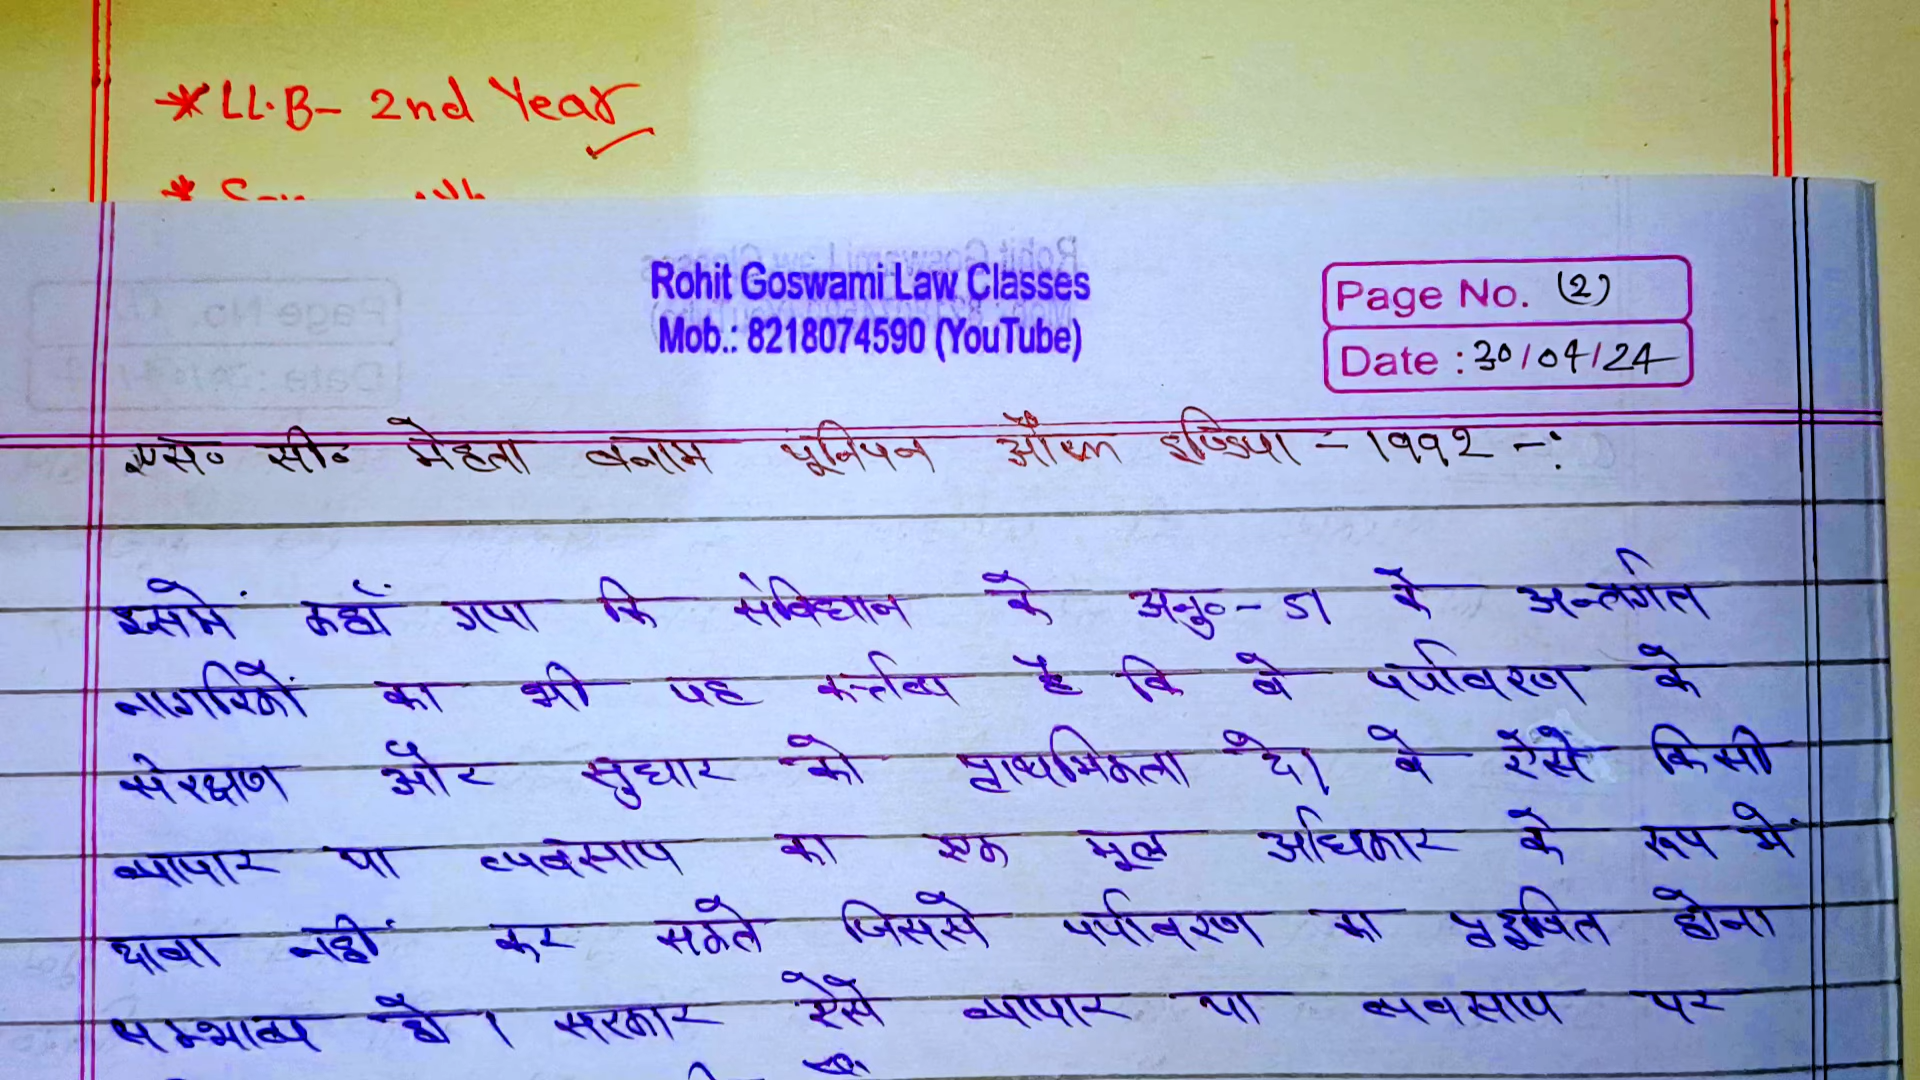 * LL.B- 2nd Year
Rohit Goswami Law Classes
Mob.: 8218074590 (YouTube)
Page No. (2)
Date : 30/04/24
एम० सी० मेहता बनाम यूनियन ऑफ इण्डिया - १९९२ -:
इसमें कहाँ गया कि संविधान के अनु०- 51 के अन्तर्गत
नागरिकों का भी यह कर्त्तव्य है कि वे पर्यावरण के
संरक्षण और सुधार को प्राथमिकता दे। वे ऐसे किसी
व्यापार या व्यवसाय का एक मूल अधिकार के रूप में
दावा नहीं कर सकते जिससे पर्यावरण का प्रदूषित होना
सम्भाव्य हो । सरकार ऐसे व्यापार या व्यवसाय पर